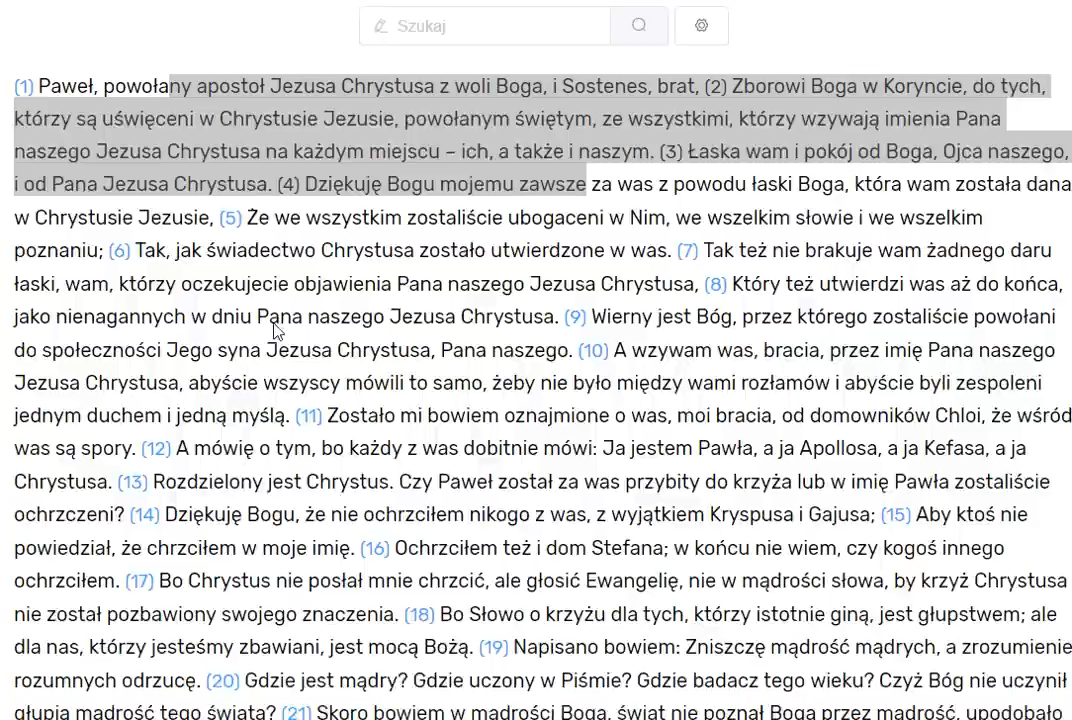 Szukaj
(1) Paweł, powołany apostoł Jezusa Chrystusa z woli Boga, i Sostenes, brat, (2) Zborowi Boga w Koryncie, do tych,
którzy są uświęceni w Chrystusie Jezusie, powołanym świętym, ze wszystkimi, którzy wzywają imienia Pana
naszego Jezusa Chrystusa na każdym miejscu – ich, a także i naszym. (3) Łaska wam i pokój od Boga, Ojca naszego,
i od Pana Jezusa Chrystusa. (4) Dziękuję Bogu mojemu zawsze za was z powodu łaski Boga, która wam została dana
w Chrystusie Jezusie, (5) Że we wszystkim zostaliście ubogaceni w Nim, we wszelkim słowie i we wszelkim
poznaniu; (6) Tak, jak świadectwo Chrystusa zostało utwierdzone w was. (7) Tak też nie brakuje wam żadnego daru
łaski, wam, którzy oczekujecie objawienia Pana naszego Jezusa Chrystusa, (8) Który też utwierdzi was aż do końca,
jako nienagannych w dniu Pana naszego Jezusa Chrystusa. (9) Wierny jest Bóg, przez którego zostaliście powołani
do społeczności Jego syna Jezusa Chrystusa, Pana naszego. (10) A wzywam was, bracia, przez imię Pana naszego
Jezusa Chrystusa, abyście wszyscy mówili to samo, żeby nie było między wami rozłamów i abyście byli zespoleni
jednym duchem i jedną myślą. (11) Zostało mi bowiem oznajmione o was, moi bracia, od domowników Chloi, że wśród
was są spory. (12) A mówię o tym, bo każdy z was dobitnie mówi: Ja jestem Pawła, a ja Apollosa, a ja Kefasa, a ja
Chrystusa. (13) Rozdzielony jest Chrystus. Czy Paweł został za was przybity do krzyża lub w imię Pawła zostaliście
ochrzczeni? (14) Dziękuję Bogu, że nie ochrzciłem nikogo z was, z wyjątkiem Kryspusa i Gajusa; (15) Aby ktoś nie
powiedział, że chrzciłem w moje imię. (16) Ochrzciłem też i dom Stefana; w końcu nie wiem, czy kogoś innego
ochrzciłem. (17) Bo Chrystus nie posłał mnie chrzcić, ale głosić Ewangelię, nie w mądrości słowa, by krzyż Chrystusa
nie został pozbawiony swojego znaczenia. (18) Bo Słowo o krzyżu dla tych, którzy istotnie giną, jest głupstwem; ale
dla nas, którzy jesteśmy zbawiani, jest mocą Bożą. (19) Napisano bowiem: Zniszczę mądrość mądrych, a zrozumienie
rozumnych odrzucę. (20) Gdzie jest mądry? Gdzie uczony w Piśmie? Gdzie badacz tego wieku? Czyż Bóg nie uczynił
głupią mądrość tego świata? (21) Skoro bowiem w mądrości Boga, świat nie poznał Boga przez mądrość, upodobało